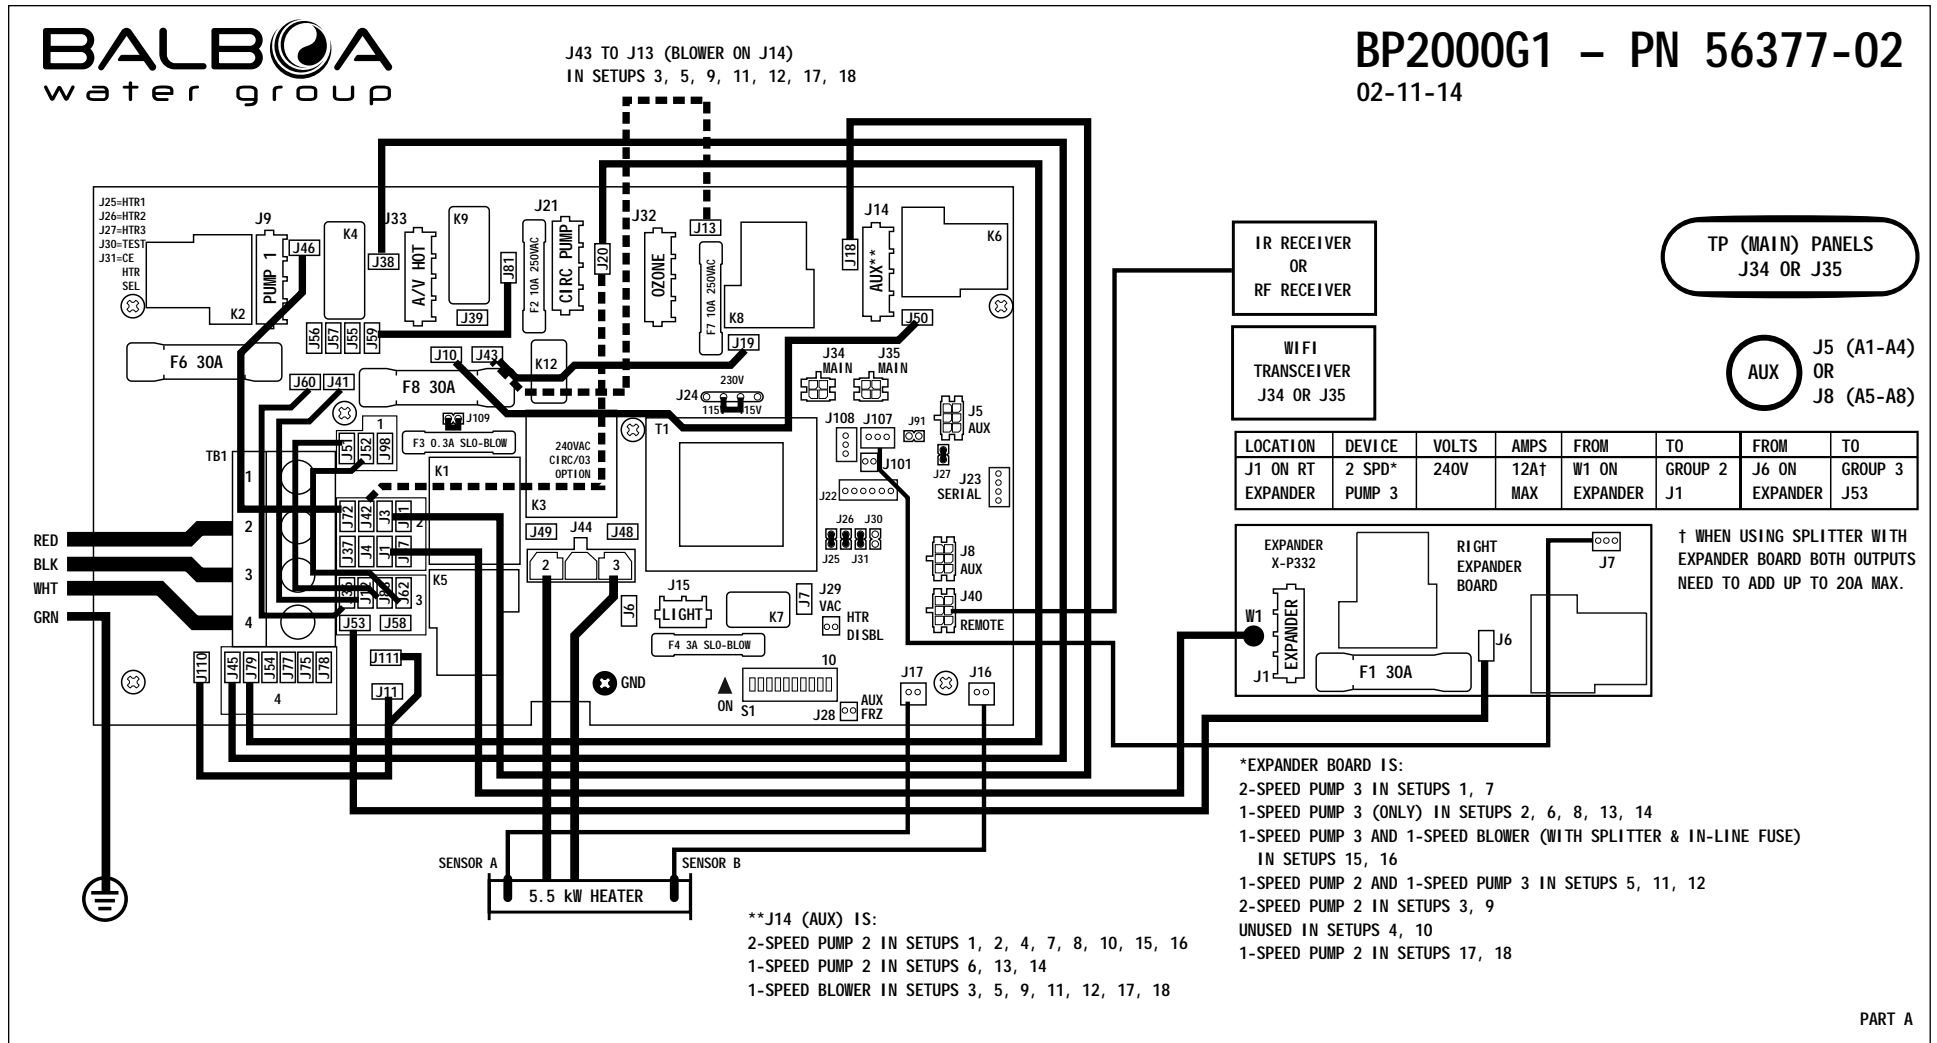 BALBOA
water group
J43 TO J13 (BLOWER ON J14)
IN SETUPS 3, 5, 9, 11, 12, 17, 18
BP2000G1 – PN 56377-02
02-11-14
J25=HTR1
J26=HTR2
J27=HTR3
J30=TEST
J31=CE
HTR
SEL
J9
PUMP 1
J46
K2
K4
J33
J38
A/V HOT
K9
J39
J81
J21
F2 10A 250VAC
CIRC PUMP
J20
J32
OZONE
J13
F7 10A 250VAC
K8
J14
J18
AUX**
K6
J50
J56
J57
J55
J59
F6 30A
J10
J43
K12
J19
J60
J41
F8 30A
J34
MAIN
J35
MAIN
230V
J24
115V
115V
J109
F3 0.3A SLO-BLOW
1
J51
J52
J98
TB1
1
2
3
4
240VAC
CIRC/O3
OPTION
K1
K3
T1
J108
J107
J91
J5
AUX
J101
J27
J23
SERIAL
J22
J72
J42
J3
2
J37
J4
J1
J49
J44
J48
2
3
J26
J30
J25
J31
J8
AUX
K5
J62
3
J53
J58
J6
J15
LIGHT
K7
J7
J29
VAC
HTR
DISBL
J40
REMOTE
F4 3A SLO-BLOW
RED
BLK
WHT
GRN
J110
J45
J79
J54
J77
J75
J78
4
J111
J11
GND
ON
S1
10
J28
AUX
FRZ
J17
J16
SENSOR A
SENSOR B
5.5 kW HEATER
IR RECEIVER
OR
RF RECEIVER
WIFI
TRANSCEIVER
J34 OR J35
TP (MAIN) PANELS
J34 OR J35
AUX
J5 (A1-A4)
OR
J8 (A5-A8)
LOCATION DEVICE VOLTS AMPS FROM TO FROM TO
J1 ON RT 2 SPD* 240V 12A† W1 ON GROUP 2 J6 ON GROUP 3
EXPANDER PUMP 3 MAX EXPANDER J1 EXPANDER J53
EXPANDER
X-P332
RIGHT
EXPANDER
BOARD
J7
W1
EXPANDER
J1
F1 30A
J6
† WHEN USING SPLITTER WITH
EXPANDER BOARD BOTH OUTPUTS
NEED TO ADD UP TO 20A MAX.
*EXPANDER BOARD IS:
2-SPEED PUMP 3 IN SETUPS 1, 7
1-SPEED PUMP 3 (ONLY) IN SETUPS 2, 6, 8, 13, 14
1-SPEED PUMP 3 AND 1-SPEED BLOWER (WITH SPLITTER & IN-LINE FUSE)
IN SETUPS 15, 16
1-SPEED PUMP 2 AND 1-SPEED PUMP 3 IN SETUPS 5, 11, 12
2-SPEED PUMP 2 IN SETUPS 3, 9
UNUSED IN SETUPS 4, 10
1-SPEED PUMP 2 IN SETUPS 17, 18
**J14 (AUX) IS:
2-SPEED PUMP 2 IN SETUPS 1, 2, 4, 7, 8, 10, 15, 16
1-SPEED PUMP 2 IN SETUPS 6, 13, 14
1-SPEED BLOWER IN SETUPS 3, 5, 9, 11, 12, 17, 18
PART A